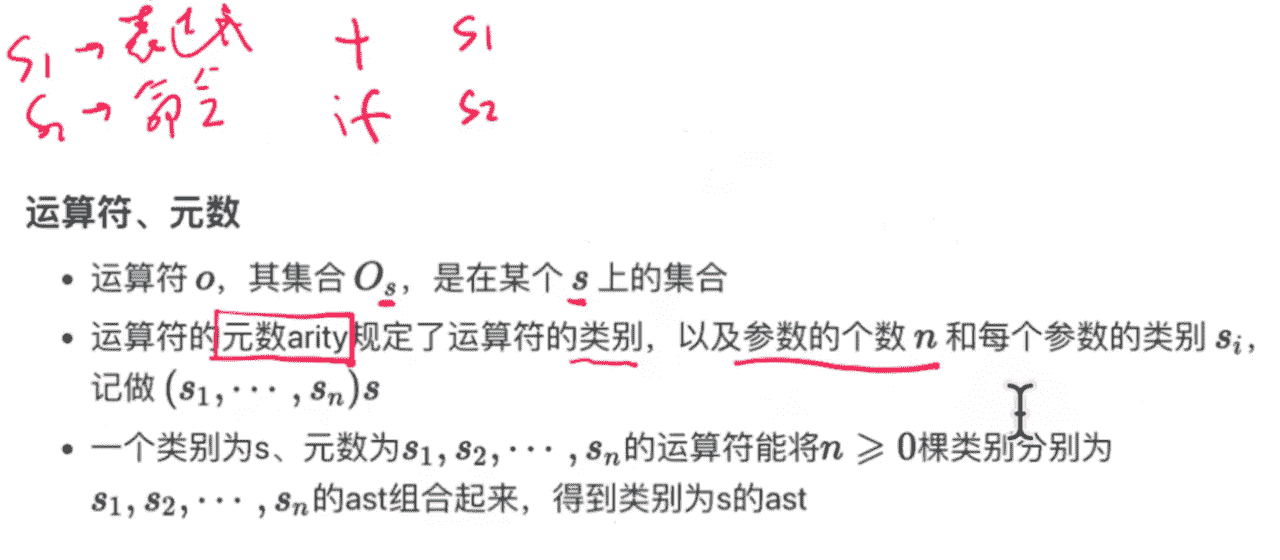 s1 → 表达式 + s1
s2 → 命令 if s2
运算符、元数
• 运算符 o，其集合 Oₛ，是在某个 s 上的集合
• 运算符的元数arity规定了运算符的类别，以及参数的个数 n 和每个参数的类别 sᵢ，
记做 (s₁, ⋯ , sₙ)s
• 一个类别为s、元数为s₁, s₂, ⋯ , sₙ的运算符能将n ⩾ 0棵类别分别为
s₁, s₂, ⋯ , sₙ的ast组合起来，得到类别为s的ast